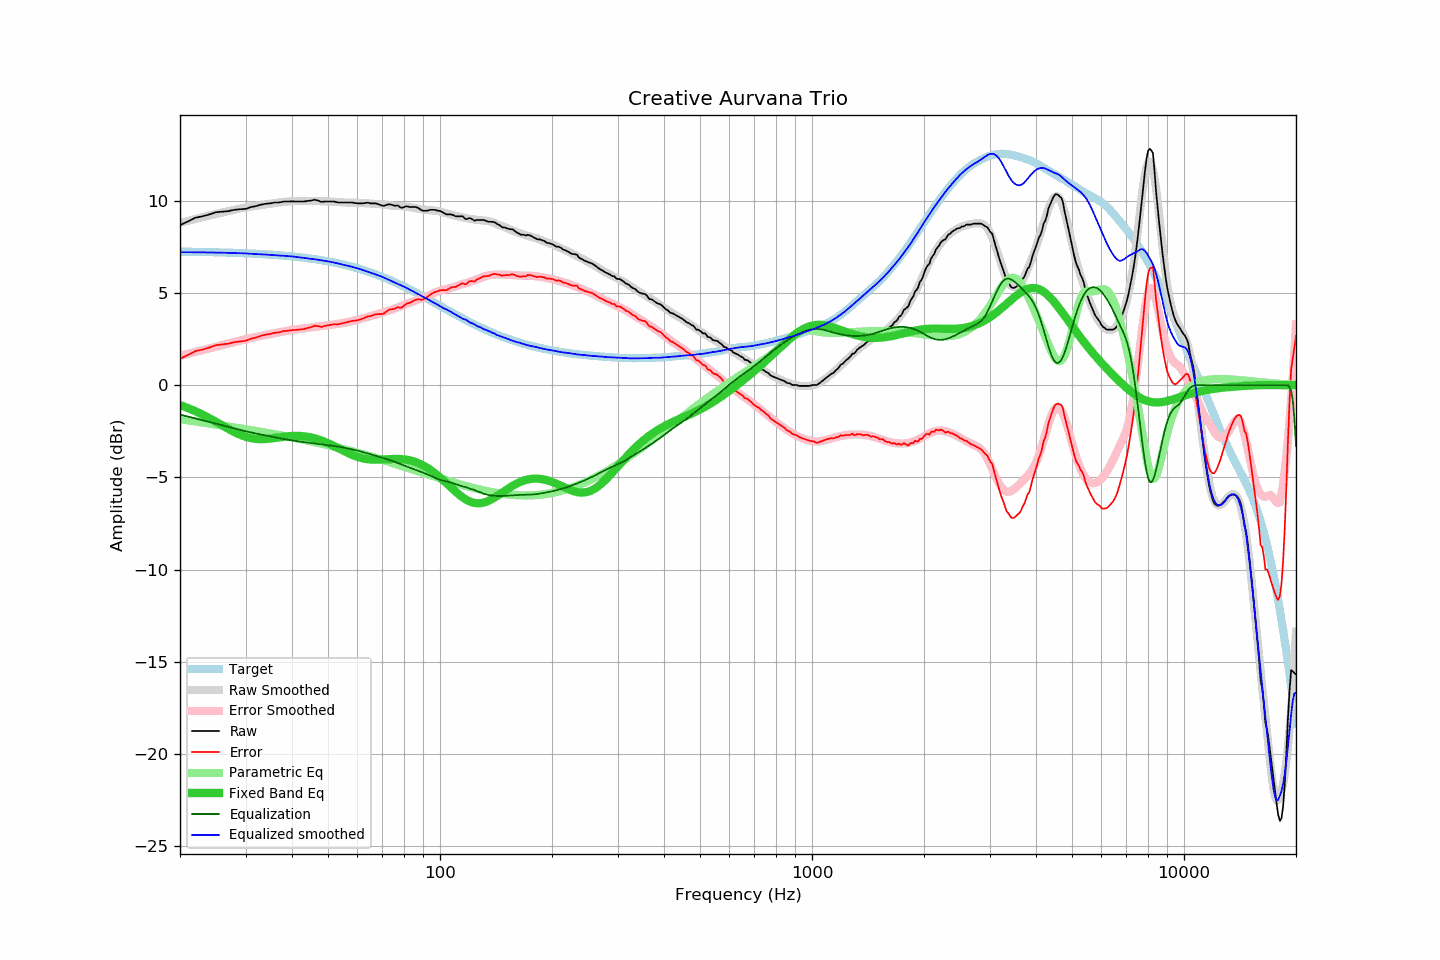 Creative Aurvana Trio
Amplitude (dBr)
10
5
0
−5
−10
−15
−20
−25
Target
Raw Smoothed
Error Smoothed
Raw
Error
Parametric Eq
Fixed Band Eq
Equalization
Equalized smoothed
100 1000 10000
Frequency (Hz)